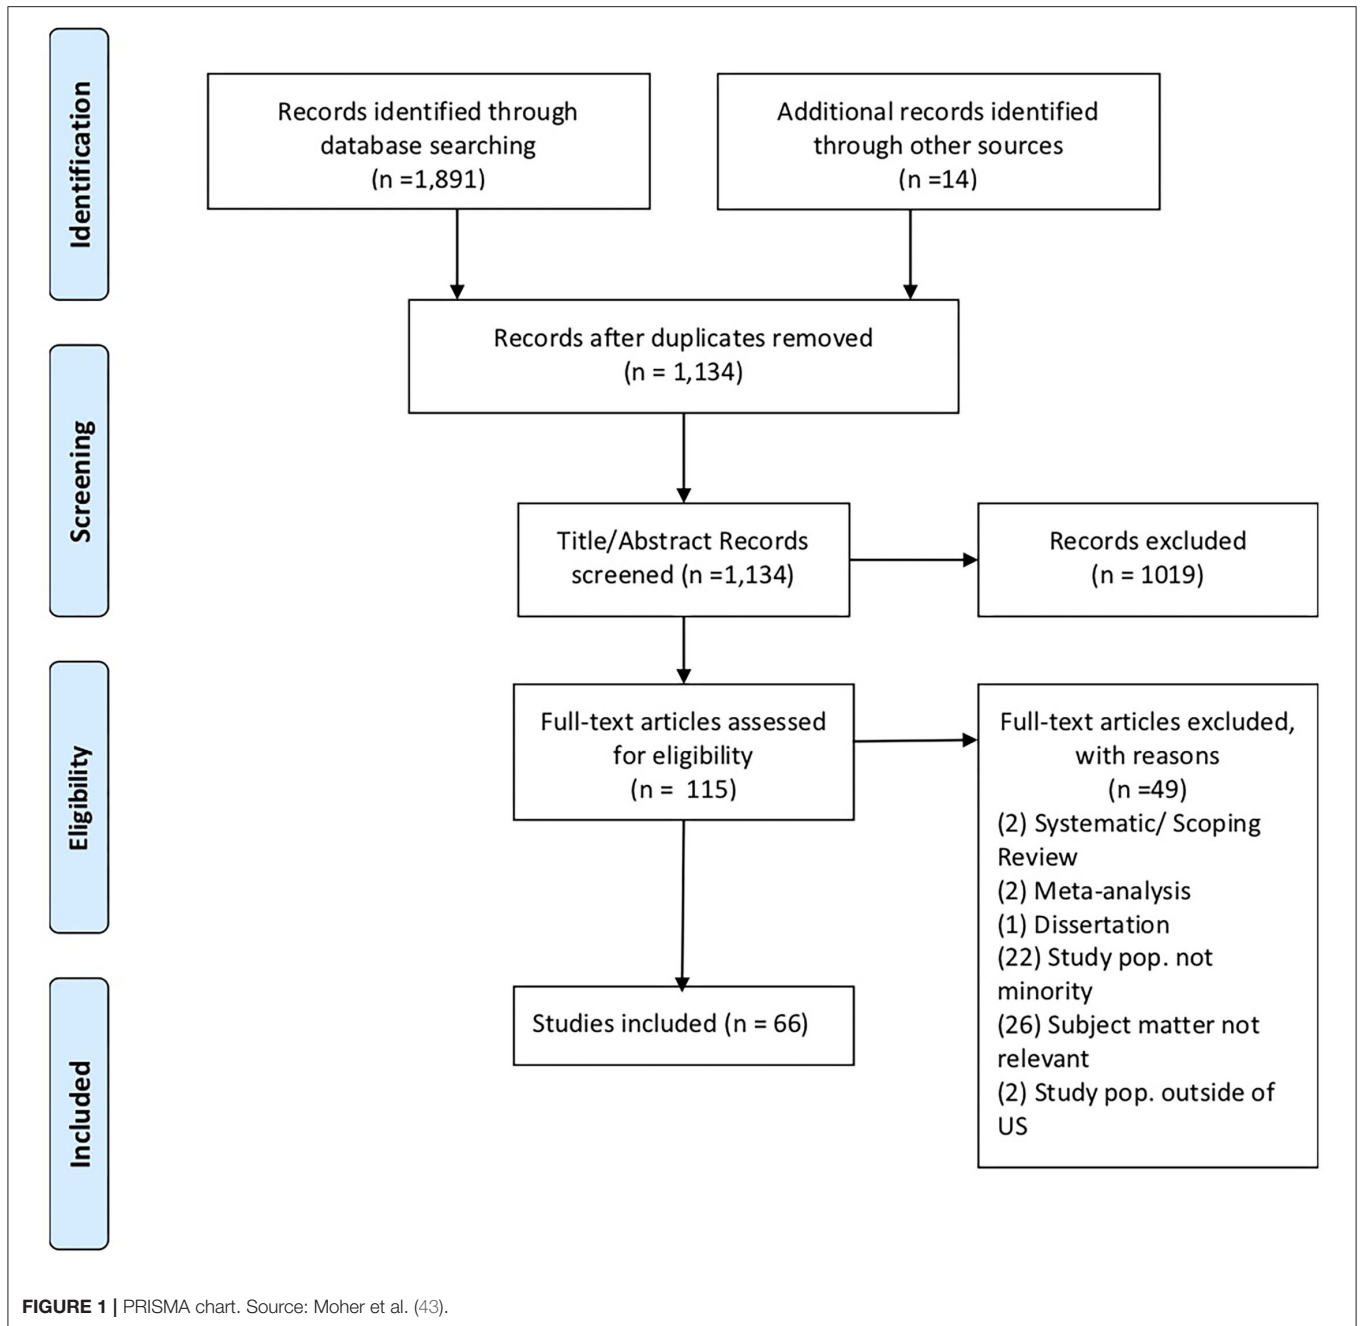 Identification
Records identified through
database searching
(n =1,891)
Additional records identified
through other sources
(n =14)
Records after duplicates removed
(n = 1,134)
Screening
Title/Abstract Records
screened (n =1,134)
Records excluded
(n = 1019)
Eligibility
Full-text articles assessed
for eligibility
(n =  115)
Full-text articles excluded,
with reasons
(n =49)
(2) Systematic/ Scoping
Review
(2) Meta-analysis
(1) Dissertation
(22) Study pop. not
minority
(26) Subject matter not
relevant
(2) Study pop. outside of
US
Included
Studies included (n = 66)
FIGURE 1 | PRISMA chart. Source: Moher et al. (43).